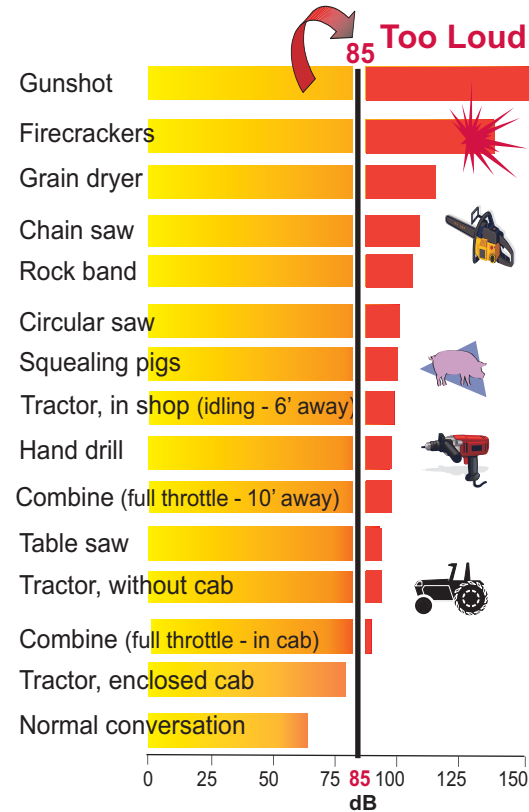 85 Too Loud
Gunshot
Firecrackers
Grain dryer
Chain saw
Rock band
Circular saw
Squealing pigs
Tractor, in shop (idling - 6’ away)
Hand drill
Combine (full throttle - 10’ away)
Table saw
Tractor, without cab
Combine (full throttle - in cab)
Tractor, enclosed cab
Normal conversation
0 25 50 75 85 100 125 150
dB